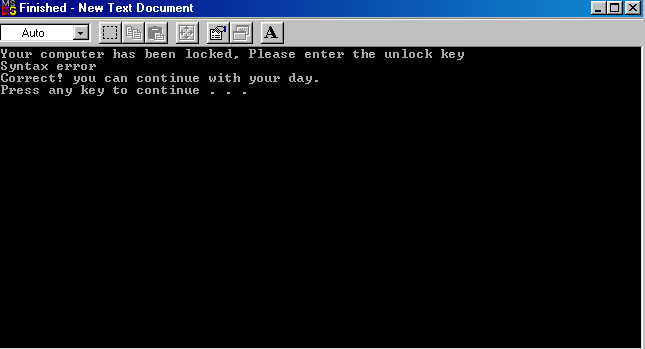 Finished - New Text Document
Auto
A
Your computer has been locked, Please enter the unlock key
Syntax error
Correct! you can continue with your day.
Press any key to continue . . .